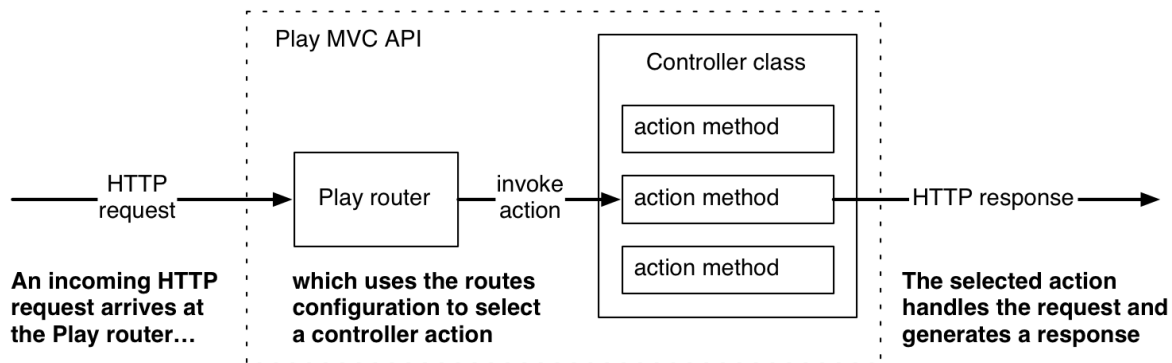 Play MVC API
Controller class
action method
HTTP
request
Play router
invoke
action
action method
HTTP response
action method
An incoming HTTP
request arrives at
the Play router…
which uses the routes
configuration to select
a controller action
The selected action
handles the request and
generates a response